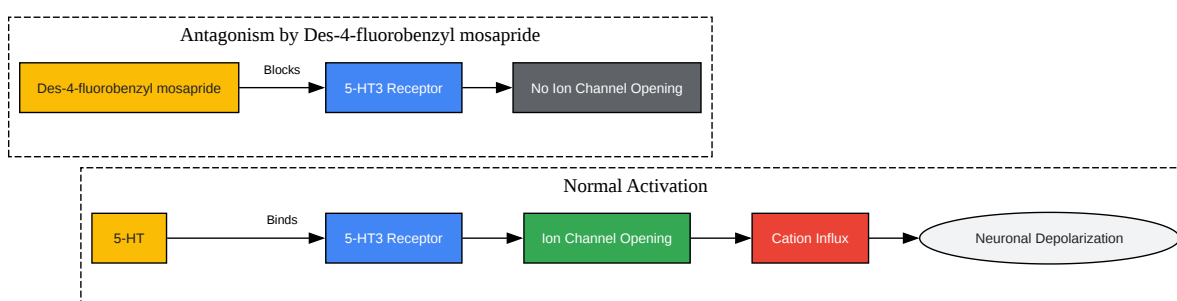 Antagonism by Des-4-fluorobenzyl mosapride
Des-4-fluorobenzyl mosapride
Blocks
5-HT3 Receptor
No Ion Channel Opening
Normal Activation
5-HT
Binds
5-HT3 Receptor
Ion Channel Opening
Cation Influx
Neuronal Depolarization